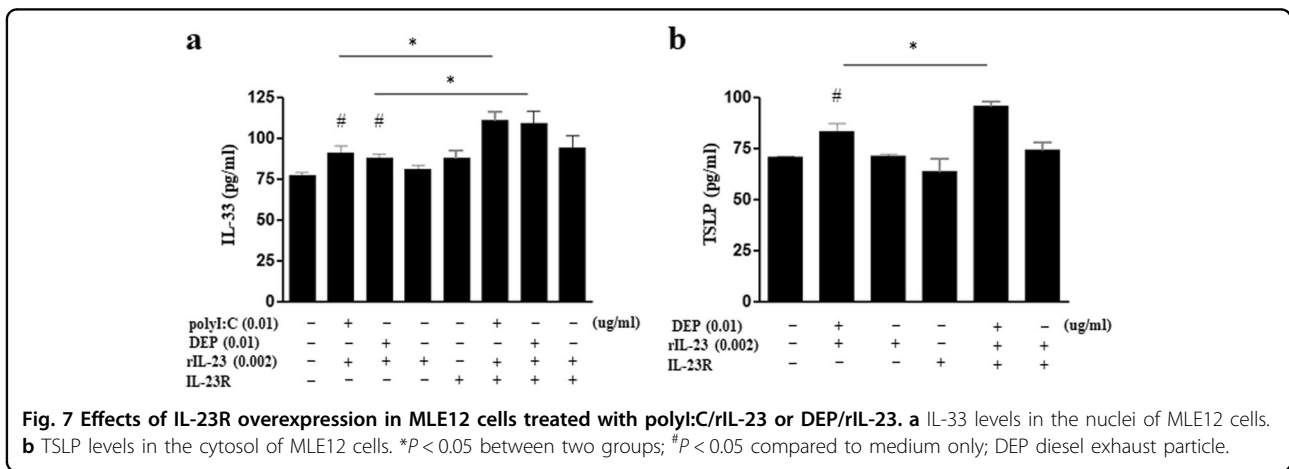 a
b
*
*
*
# #
#
125
100
75
50
25
0
IL-33 (pg/ml)
100
75
50
25
0
TSLP (pg/ml)
polyI:C (0.01) − + − − − + − − (ug/ml)
DEP (0.01) − − + − − − + −
rIL-23 (0.002) − + + + − + + +
IL-23R − − − − + + + +
DEP (0.01) − + − − + − (ug/ml)
rIL-23 (0.002) − + + − + +
IL-23R − − − + + +
Fig. 7 Effects of IL-23R overexpression in MLE12 cells treated with polyI:C/rIL-23 or DEP/rIL-23. a IL-33 levels in the nuclei of MLE12 cells.
b TSLP levels in the cytosol of MLE12 cells. *P < 0.05 between two groups; #P < 0.05 compared to medium only; DEP diesel exhaust particle.